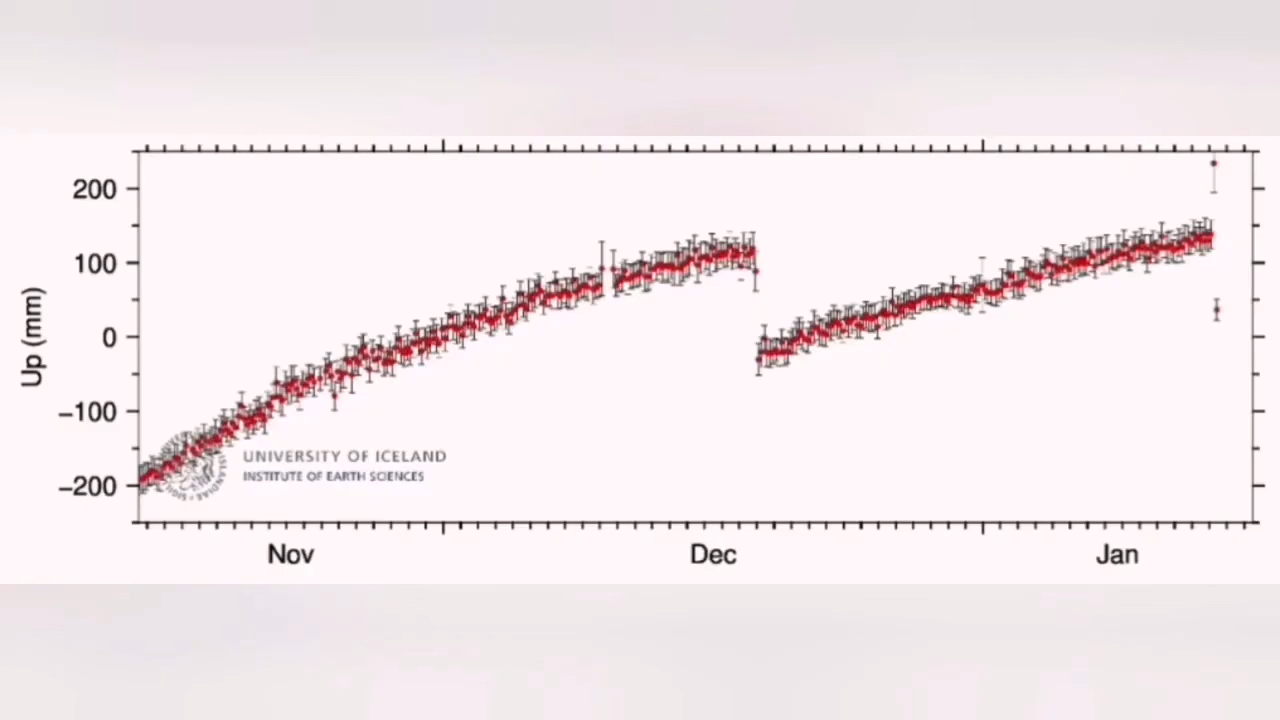 200
100
0
−100
−200
Up (mm)
UNIVERSITY OF ICELAND
INSTITUTE OF EARTH SCIENCES
Nov Dec Jan